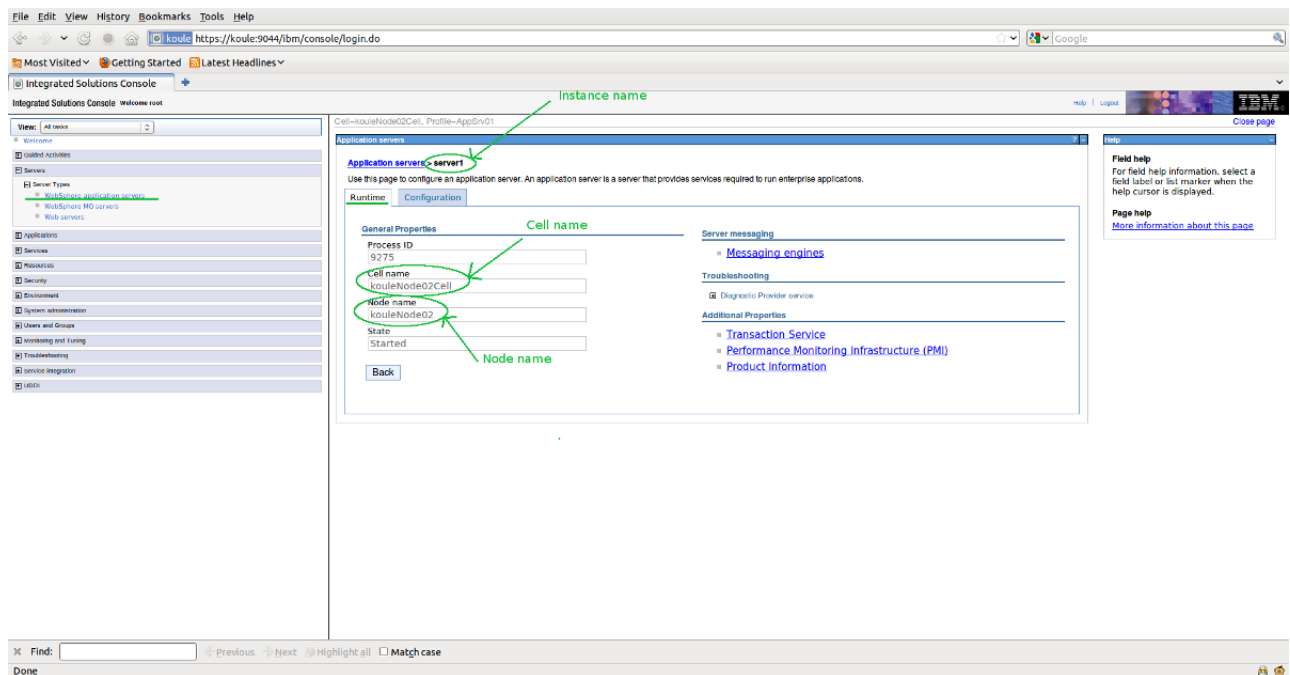 File Edit View History Bookmarks Tools Help
koule https://koule:9044/ibm/console/login.do
Google
Most Visited Getting Started Latest Headlines
Integrated Solutions Console
Integrated Solutions Console Welcome root
Help | Logout
IBM.
Instance name
View: All tasks
Cell=kouleNode02Cell, Profile=AppSrv01
Close page
Welcome
Guided Activities
Servers
Server Types
WebSphere application servers
WebSphere MQ servers
Web servers
Applications
Services
Resources
Security
Environment
System administration
Users and Groups
Monitoring and Tuning
Troubleshooting
Service integration
UDDI
Application servers
? -
Application servers > server1
Use this page to configure an application server. An application server is a server that provides services required to run enterprise applications.
Runtime Configuration
General Properties
Cell name
Process ID
9275
Cell name
kouleNode02Cell
Node name
kouleNode02
State
Started
Node name
Back
Server messaging
Messaging engines
Troubleshooting
Diagnostic Provider service
Additional Properties
Transaction Service
Performance Monitoring Infrastructure (PMI)
Product Information
Help
Field help
For field help information, select a
field label or list marker when the
help cursor is displayed.
Page help
More information about this page
Find: Previous Next Highlight all Match case
Done